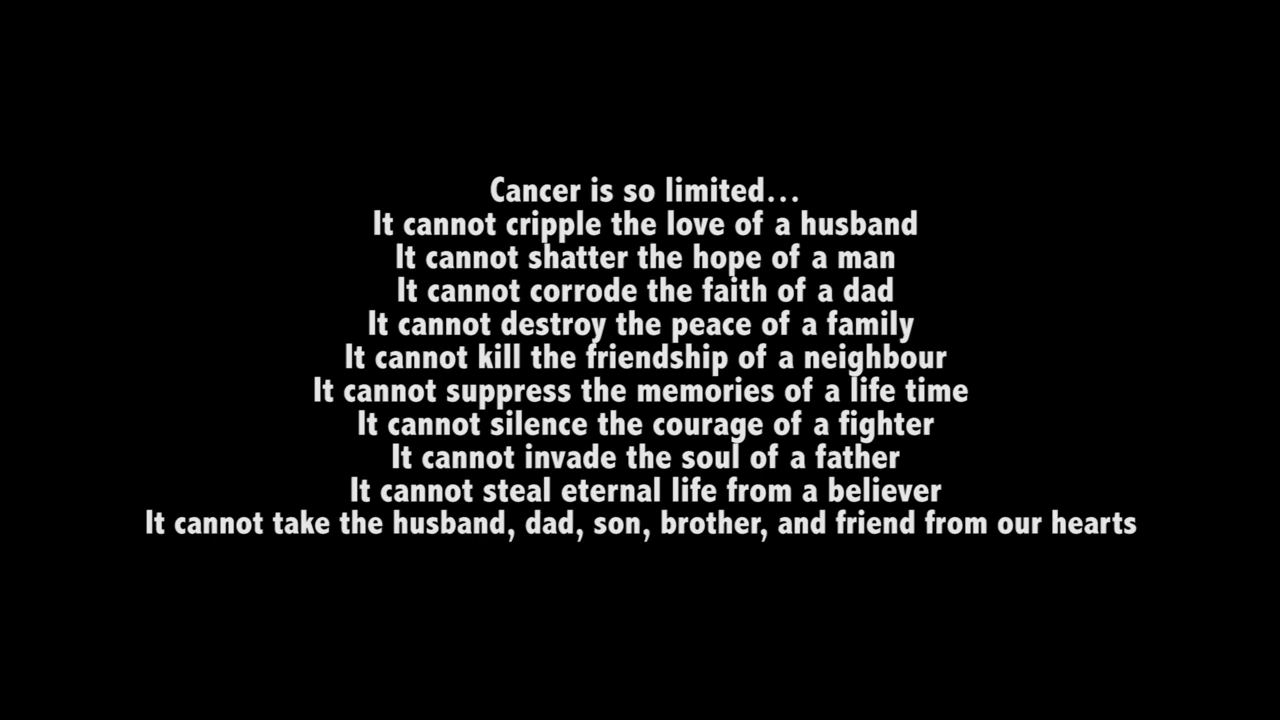 Cancer is so limited...
It cannot cripple the love of a husband
It cannot shatter the hope of a man
It cannot corrode the faith of a dad
It cannot destroy the peace of a family
It cannot kill the friendship of a neighbour
It cannot suppress the memories of a life time
It cannot silence the courage of a fighter
It cannot invade the soul of a father
It cannot steal eternal life from a believer
It cannot take the husband, dad, son, brother, and friend from our hearts